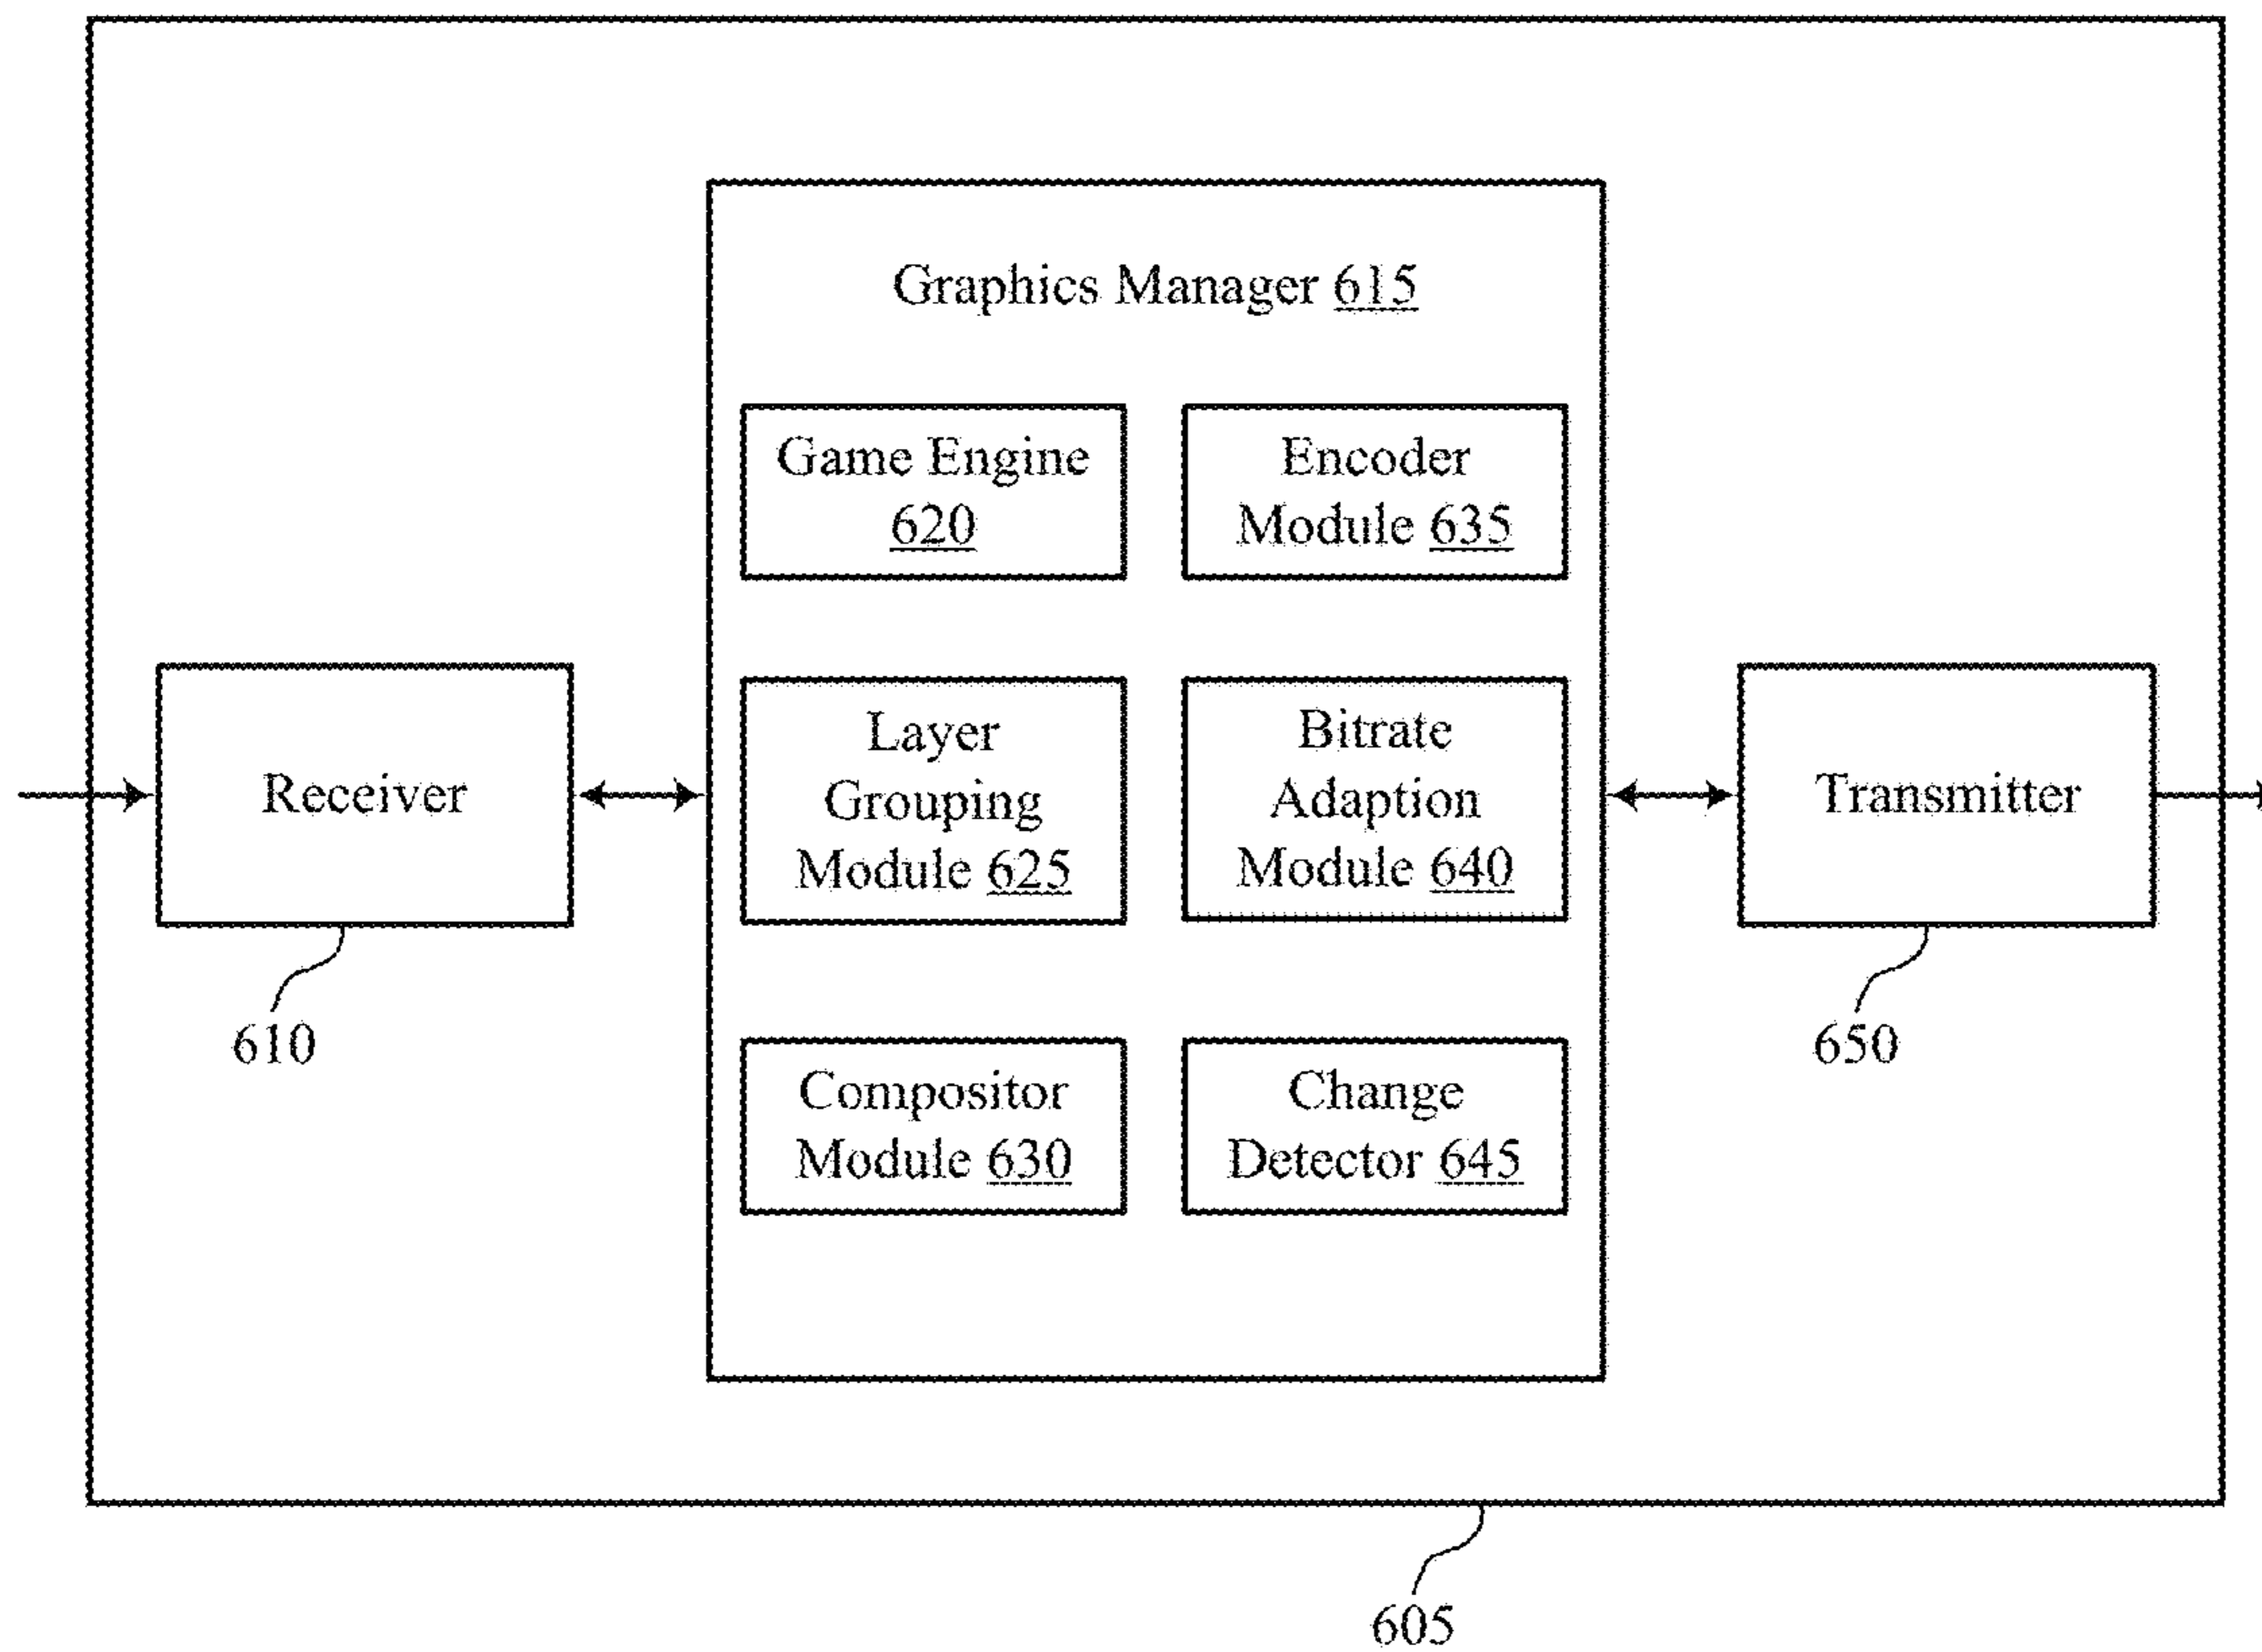 Graphics Manager 615
Game Engine
620
Encoder
Module 635
Layer
Grouping
Module 625
Bitrate
Adaption
Module 640
Compositor
Module 630
Change
Detector 645
Receiver
610
Transmitter
650
605